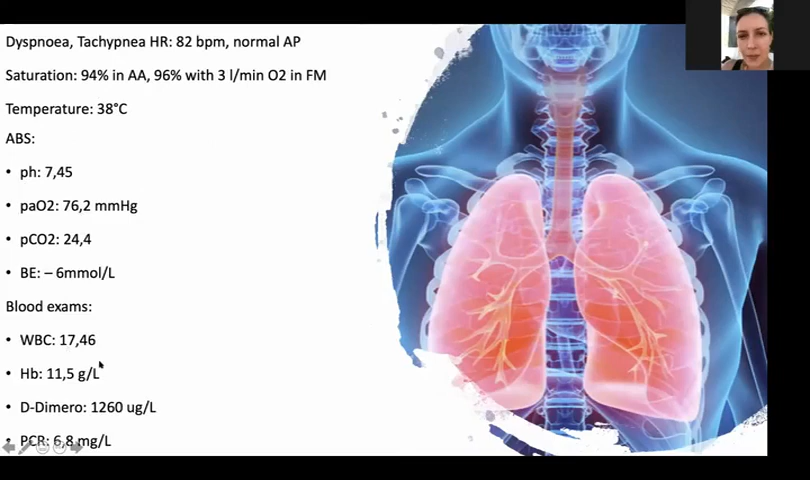 Dyspnoea, Tachypnea HR: 82 bpm, normal AP
Saturation: 94% in AA, 96% with 3 l/min O2 in FM
Temperature: 38°C
ABS:
• ph: 7,45
• paO2: 76,2 mmHg
• pCO2: 24,4
• BE: – 6mmol/L
Blood exams:
• WBC: 17,46
• Hb: 11,5 g/L
• D-Dimero: 1260 ug/L
• PCR: 6,8 mg/L